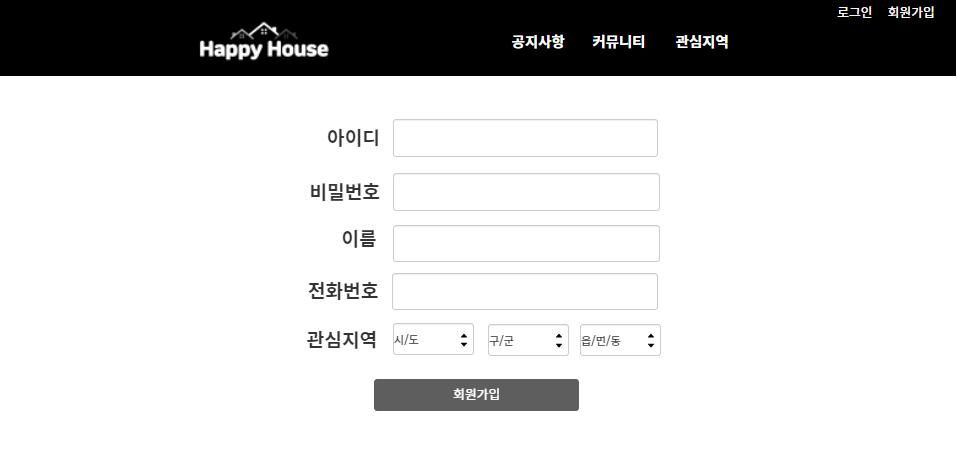 로그인 회원가입
Happy House 공지사항 커뮤니티 관심지역
아이디
비밀번호
이름
전화번호
관심지역 시/도 구/군 읍/면/동
회원가입